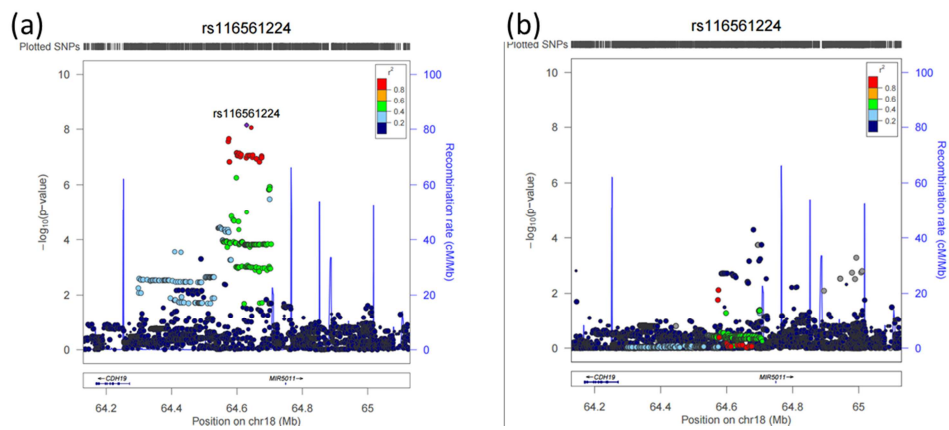 (a)
rs116561224
Plotted SNPs
10
8
6
4
2
0
−log10(p−value)
rs116561224
r2
0.8
0.6
0.4
0.2
100
80
60
40
20
0
Recombination rate (cM/Mb)
←CDH19
MIR5011→
64.2
64.4
64.6
64.8
65
Position on chr18 (Mb)
(b)
rs116561224
Plotted SNPs
10
8
6
4
2
0
−log10(p−value)
r2
0.8
0.6
0.4
0.2
100
80
60
40
20
0
Recombination rate (cM/Mb)
←CDH19
MIR5011→
64.2
64.4
64.6
64.8
65
Position on chr18 (Mb)